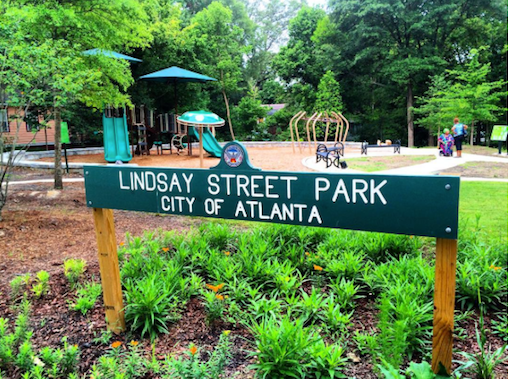 LINDSAY STREET PARK
CITY OF ATLANTA